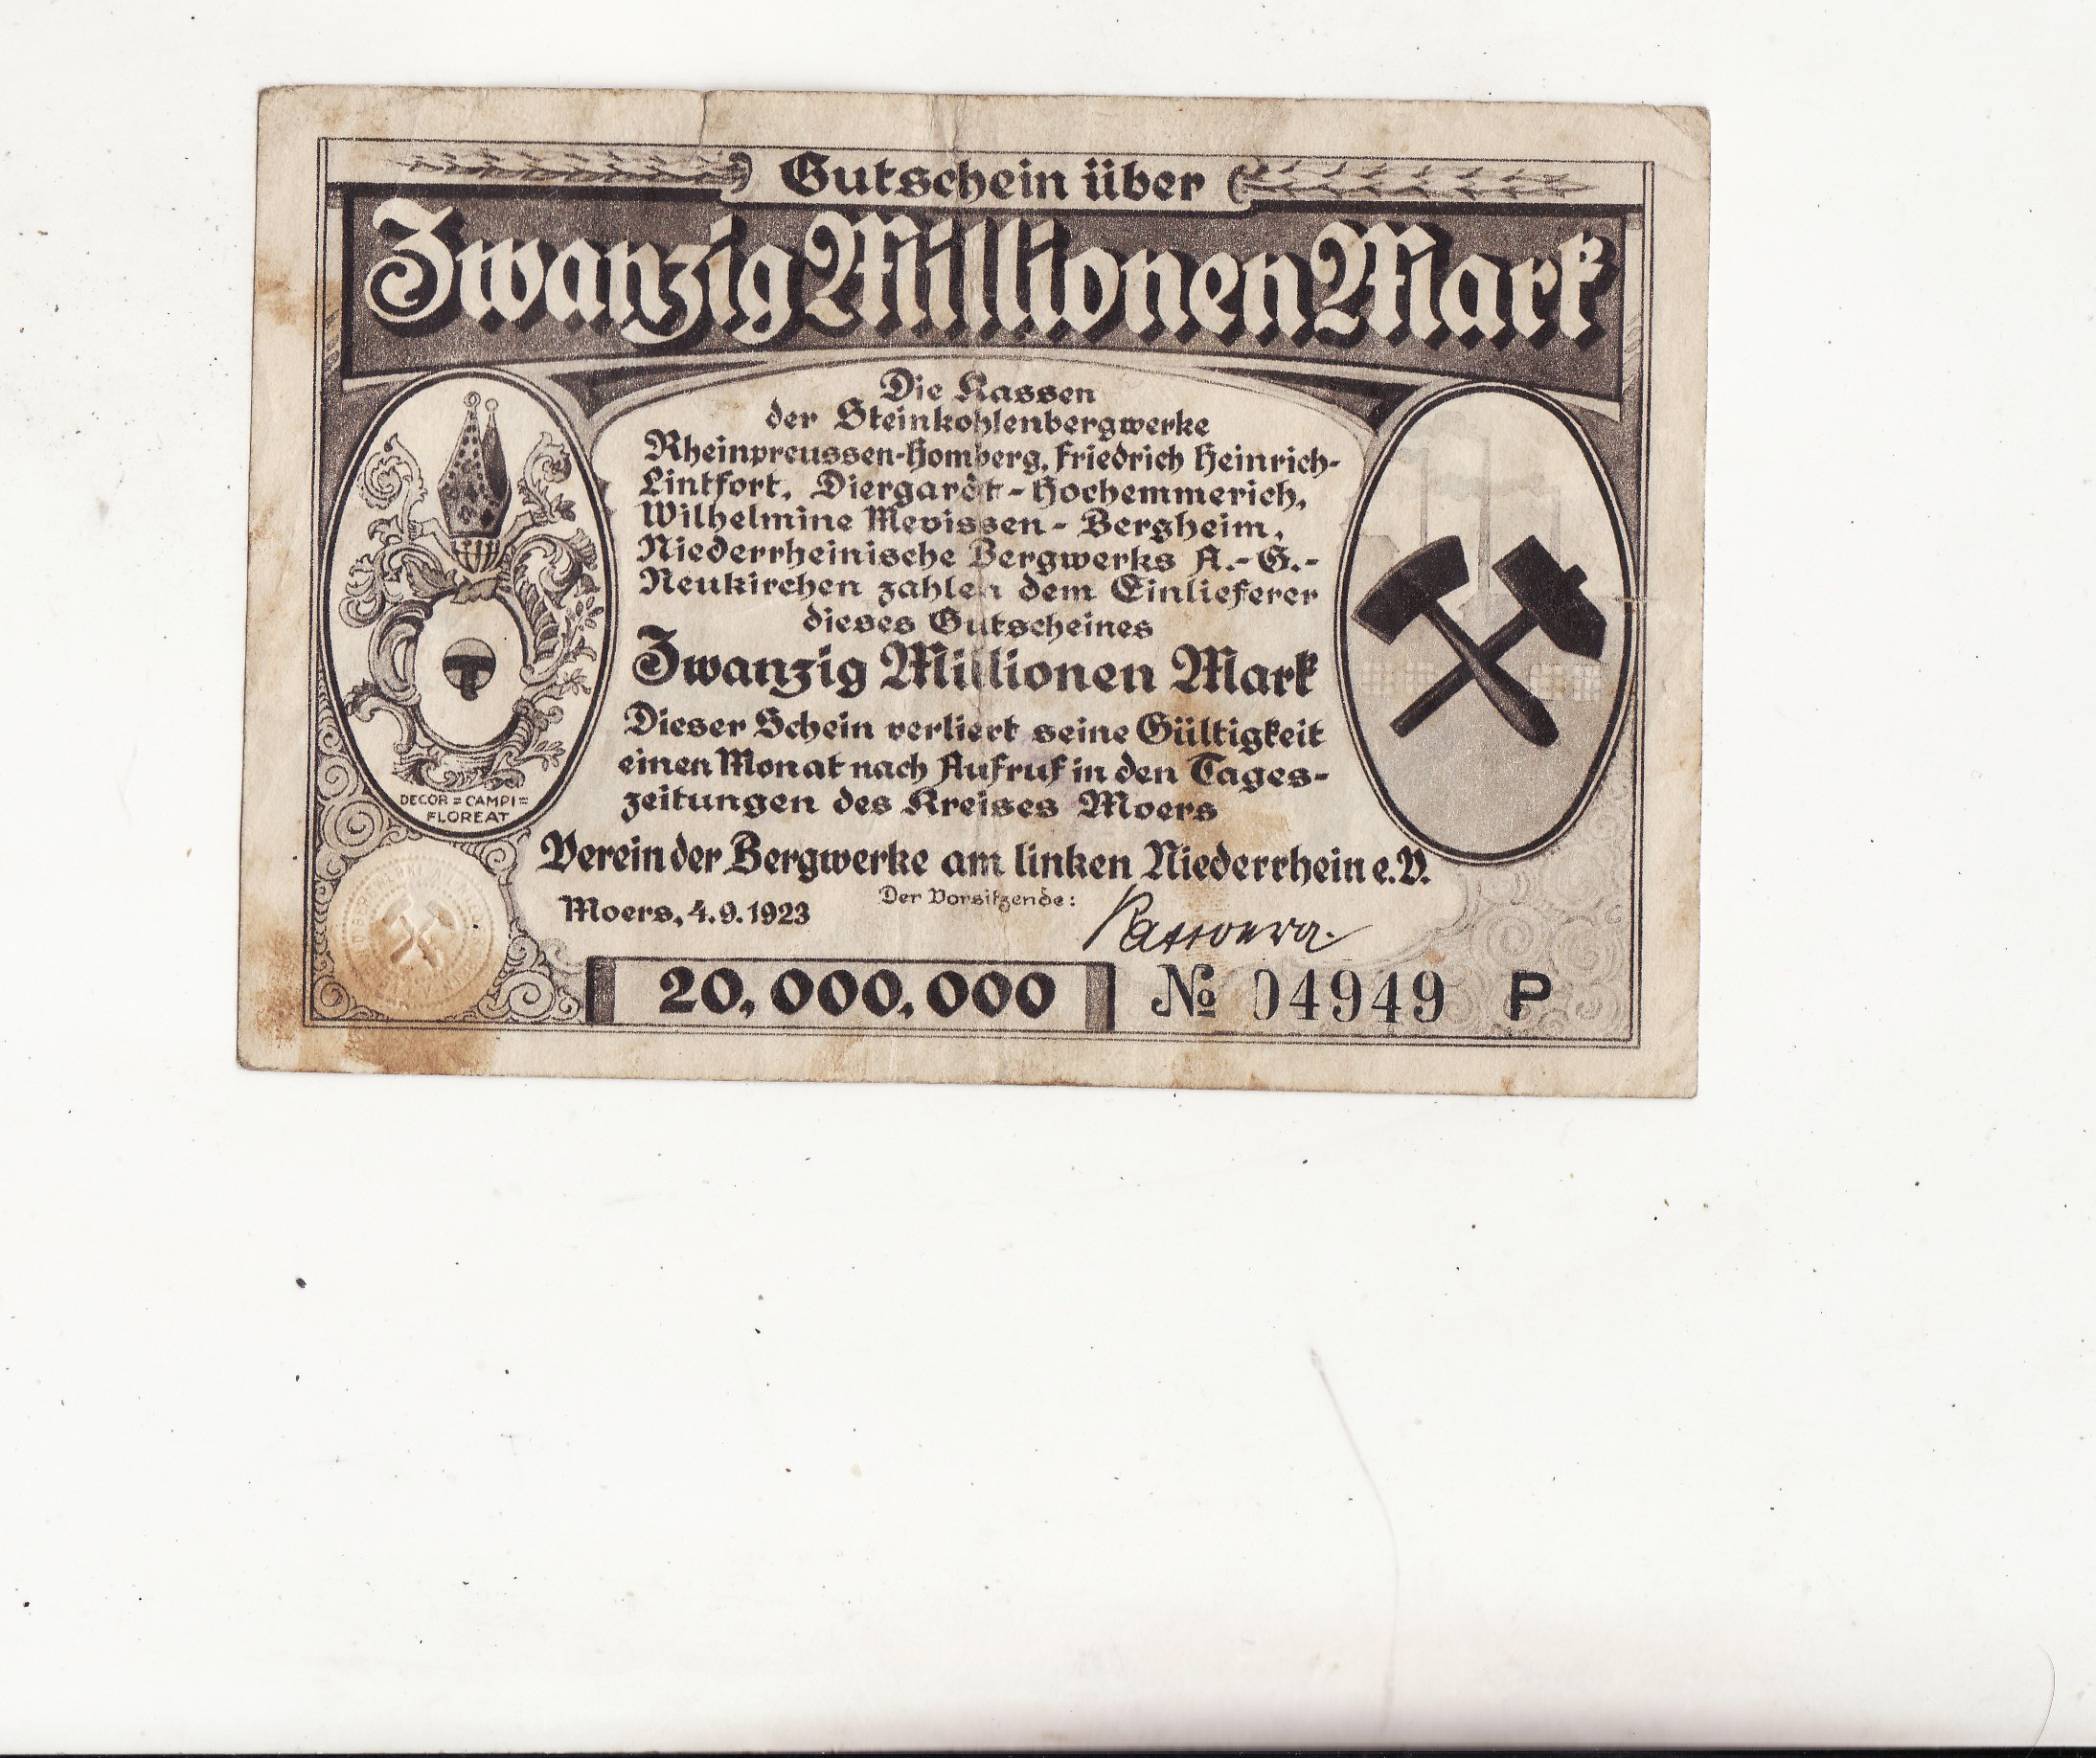 Gutschein über
Zwanzig Millionen Mark
Die Kassen
der Steinkohlenbergwerke
Rheinpreussen-Homberg, Friedrich Heinrich-
Lintfort, Diergardt-Hochemmerich,
Wilhelmine Mevissen-Bergheim,
Niederrheinische Bergwerks A.-G.-
Neukirchen zahlen dem Einlieferer
dieses Gutscheines
Zwanzig Millionen Mark
Dieser Schein verliert seine Gültigkeit
einen Monat nach Aufruf in den Tages-
zeitungen des Kreises Moers
DECOR = CAMPI =
FLOREAT
Verein der Bergwerke am linken Niederrhein e.V.
Moers, 4.9.1923
Der Vorsitzende:
20,000,000
№ 04949 P